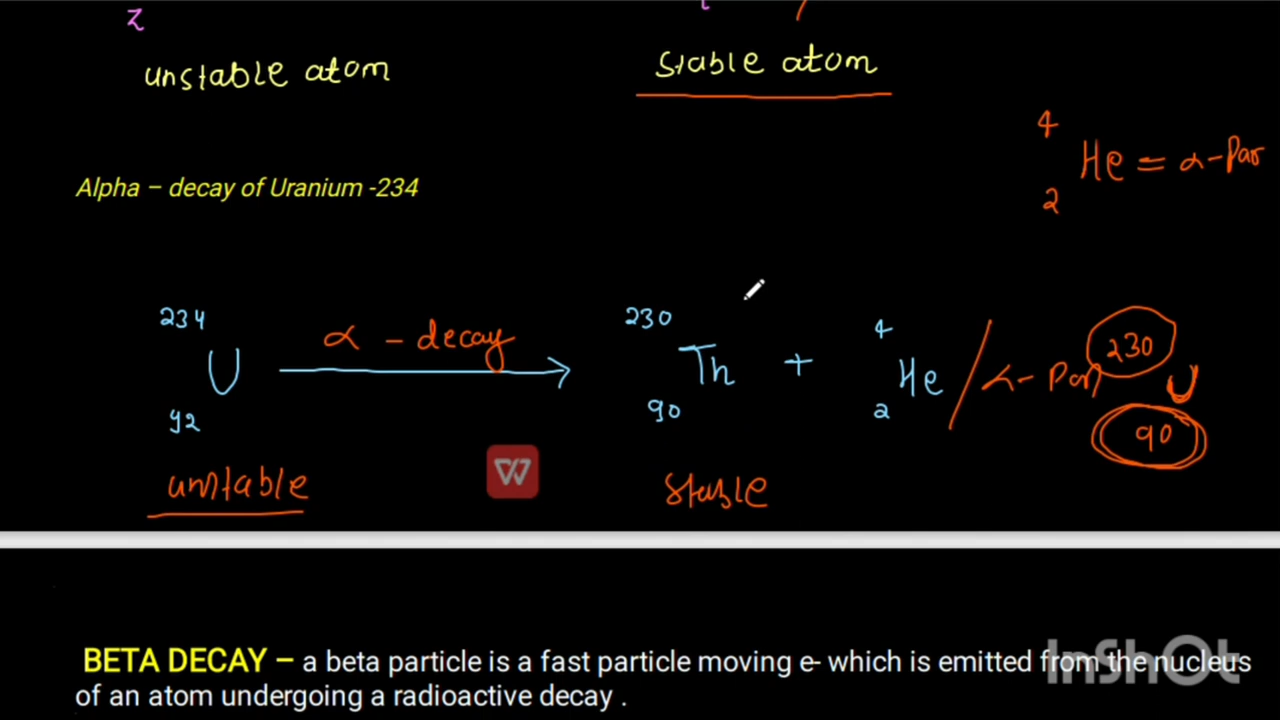 z
unstable atom
stable atom
4
He = α-Par
2
Alpha – decay of Uranium -234
234
U
92
α - decay
230
Th
90
+
4
He
2
/ α- Par
230
U
90
unstable
stable
W
BETA DECAY – a beta particle is a fast particle moving e- which is emitted from the nucleus
of an atom undergoing a radioactive decay .
InShOt